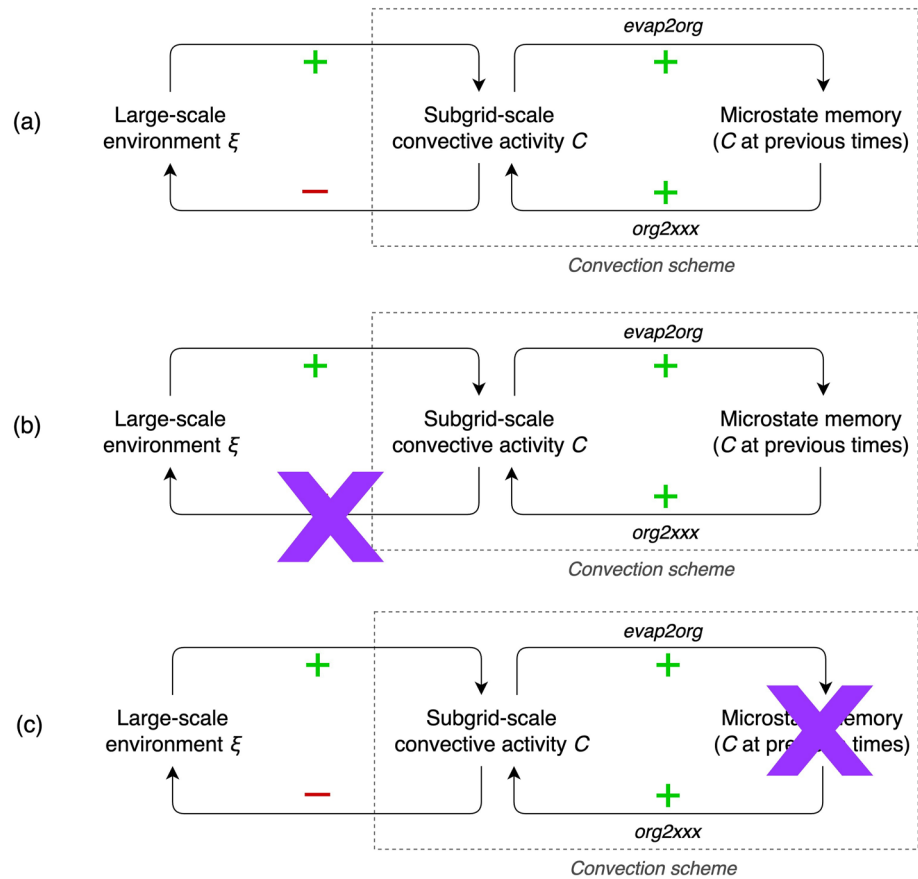 evap2org
+
+
(a)
Large-scale
environment ξ
Subgrid-scale
convective activity C
Microstate memory
(C at previous times)
−
+
org2xxx
Convection scheme
evap2org
+
+
(b)
Large-scale
environment ξ
Subgrid-scale
convective activity C
Microstate memory
(C at previous times)
+
org2xxx
Convection scheme
evap2org
+
+
(c)
Large-scale
environment ξ
Subgrid-scale
convective activity C
memory
(C at times)
−
+
org2xxx
Convection scheme